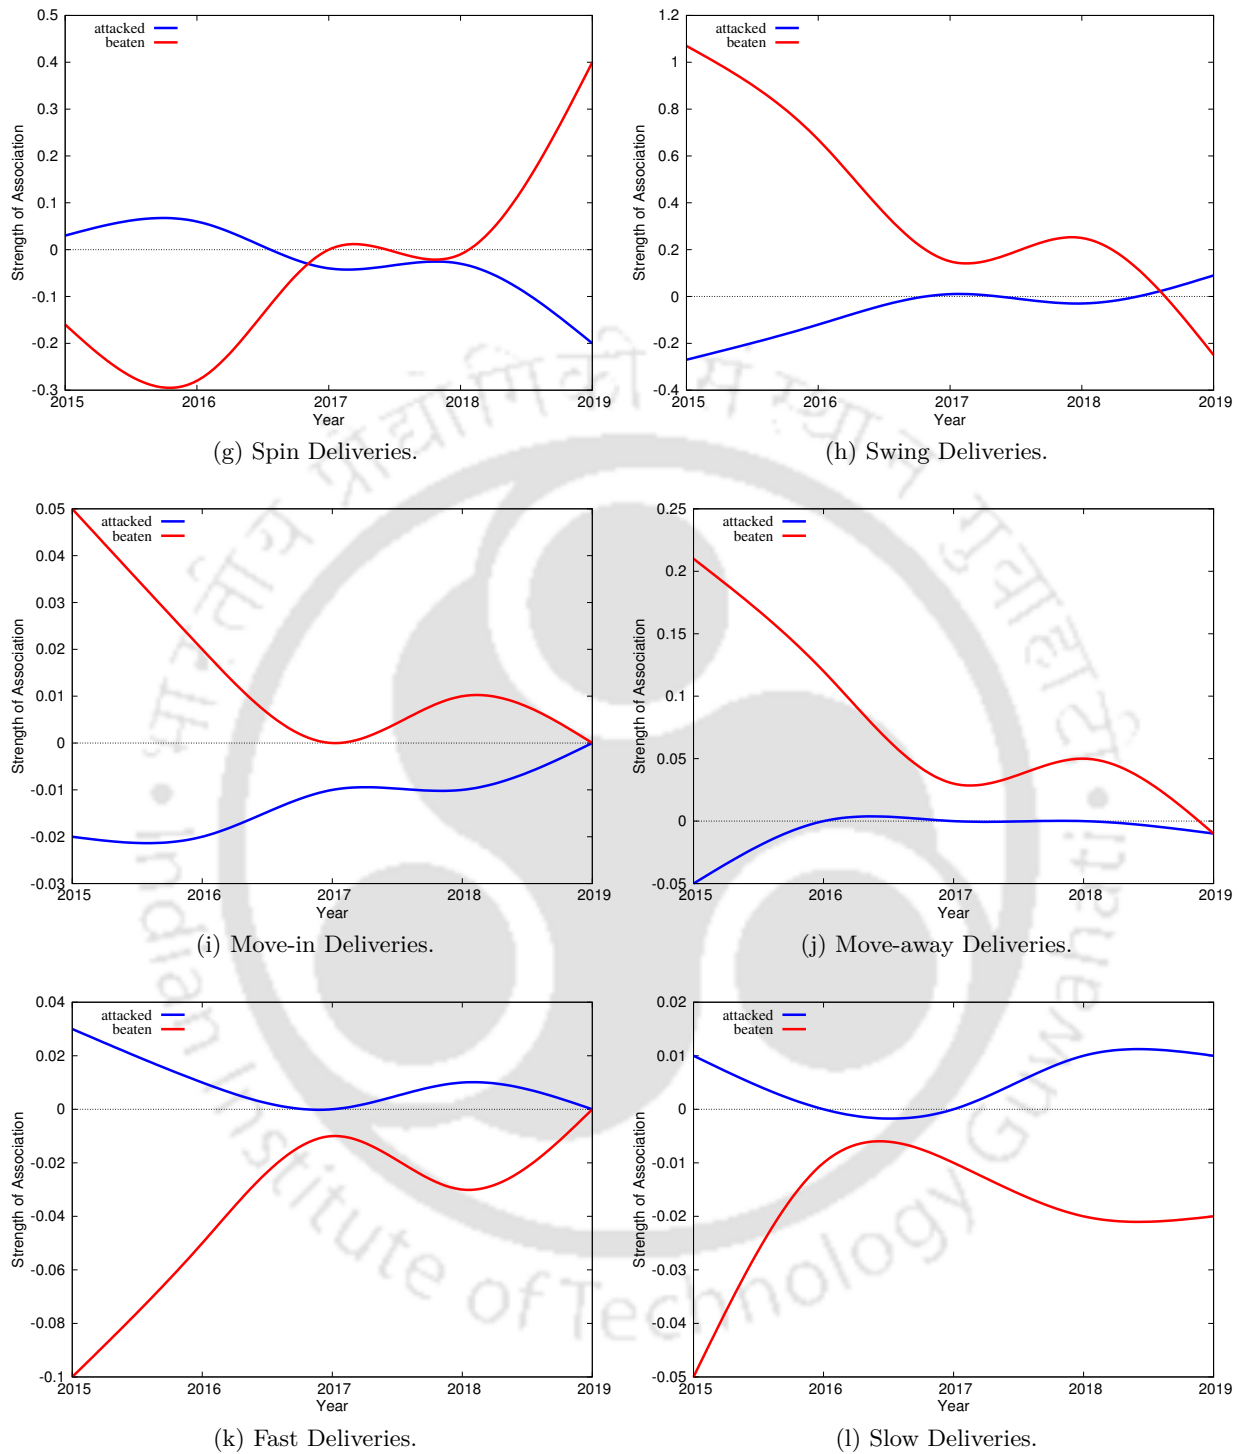 0.5
0.4
0.3
0.2
0.1
0
-0.1
-0.2
-0.3
2015 2016 2017 2018 2019
Strength of Association
Year
attacked
beaten
(g) Spin Deliveries.
1.2
1
0.8
0.6
0.4
0.2
0
-0.2
-0.4
2015 2016 2017 2018 2019
Strength of Association
Year
attacked
beaten
(h) Swing Deliveries.
0.05
0.04
0.03
0.02
0.01
0
-0.01
-0.02
-0.03
2015 2016 2017 2018 2019
Strength of Association
Year
attacked
beaten
(i) Move-in Deliveries.
0.25
0.2
0.15
0.1
0.05
0
-0.05
2015 2016 2017 2018 2019
Strength of Association
Year
attacked
beaten
(j) Move-away Deliveries.
0.04
0.02
0
-0.02
-0.04
-0.06
-0.08
-0.1
2015 2016 2017 2018 2019
Strength of Association
Year
attacked
beaten
(k) Fast Deliveries.
0.02
0.01
0
-0.01
-0.02
-0.03
-0.04
-0.05
2015 2016 2017 2018 2019
Strength of Association
Year
attacked
beaten
(l) Slow Deliveries.
भारतीय प्रौद्योगिकी संस्थान गुवाहाटी
Indian Institute of Technology Guwahati